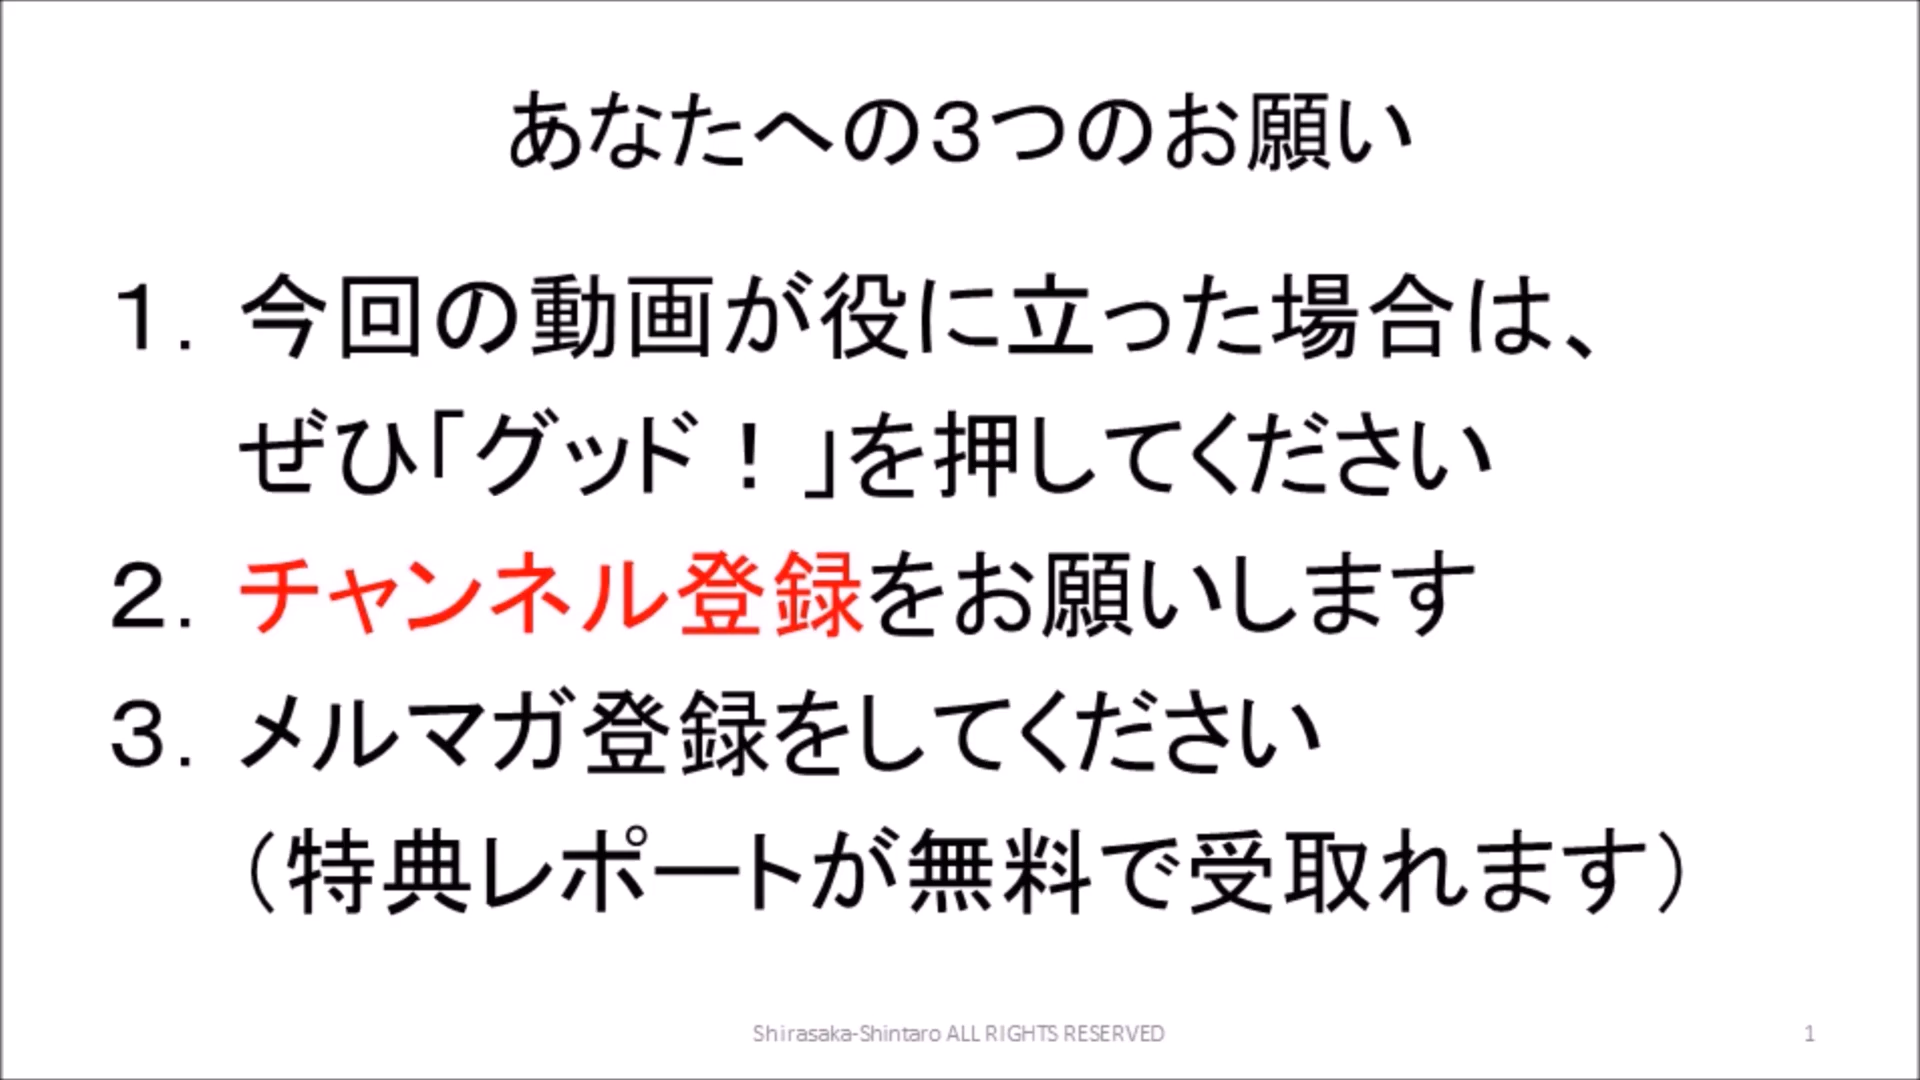 あなたへの３つのお願い
１．今回の動画が役に立った場合は、
ぜひ「グッド！」を押してください
２．チャンネル登録をお願いします
３．メルマガ登録をしてください
（特典レポートが無料で受取れます）
Shirasaka-Shintaro ALL RIGHTS RESERVED
1